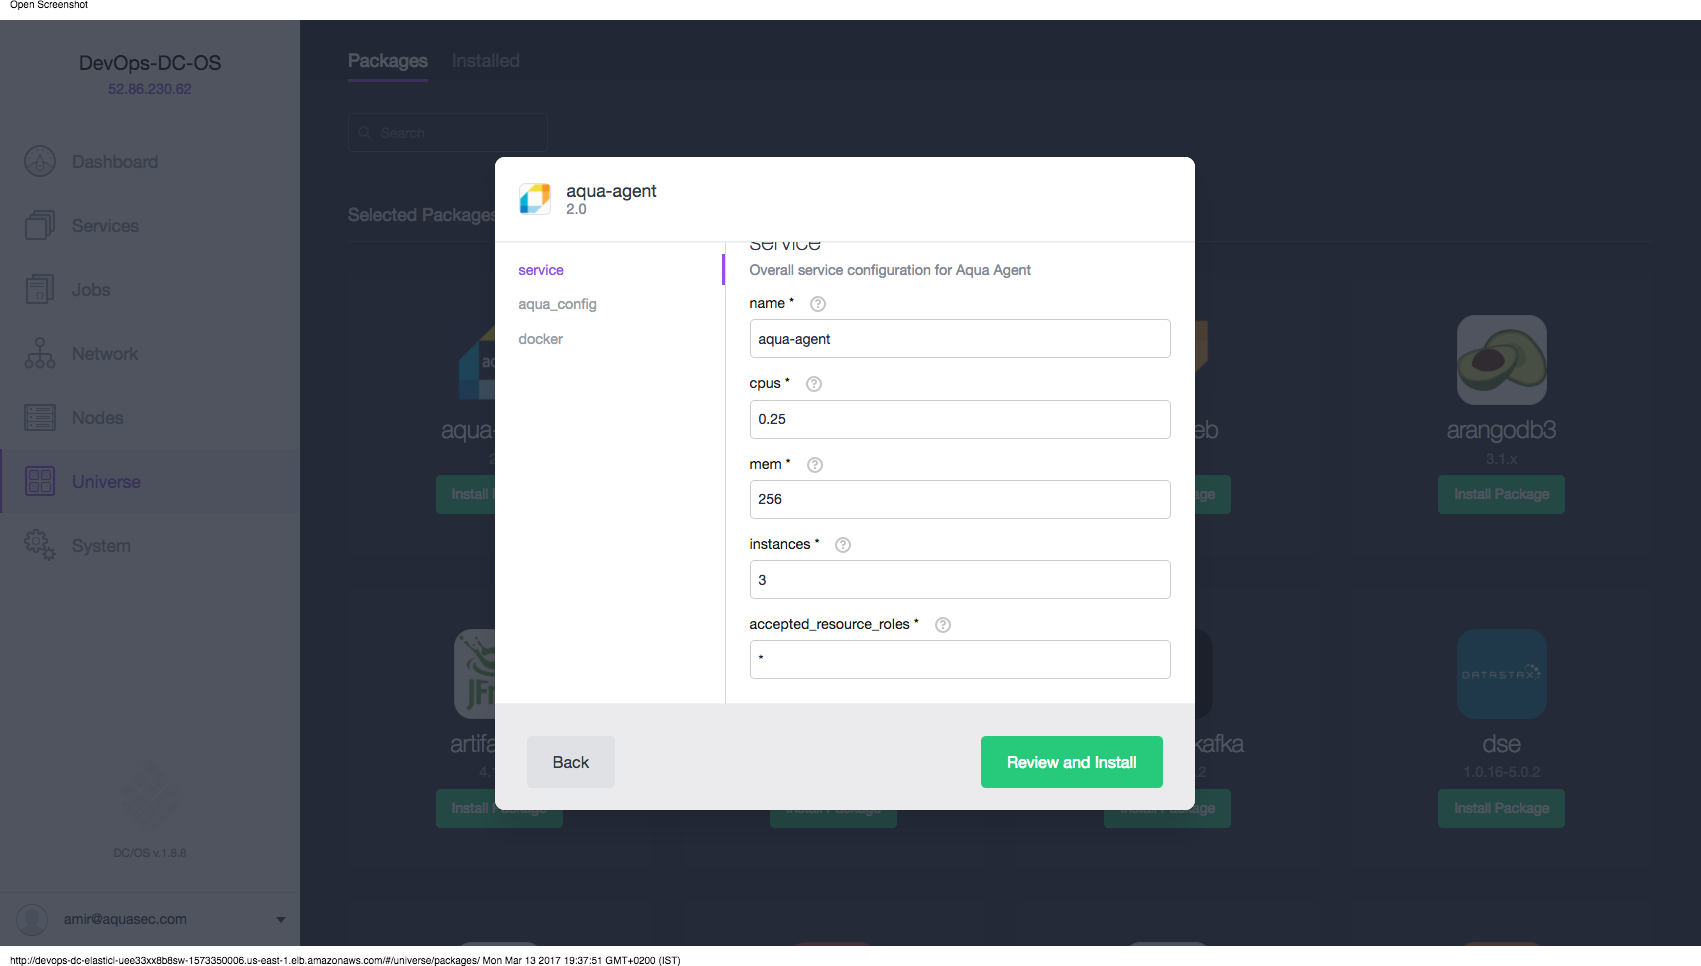 Open Screenshot
DevOps-DC-OS
52.86.230.62
Dashboard
Services
Jobs
Network
Nodes
Universe
System
DC/OS v.1.8.8
amir@aquasec.com
Packages Installed
Search
Selected Packages
aqua-agent
2.0
service
aqua_config
docker
service
Overall service configuration for Aqua Agent
name *
aqua-agent
cpus *
0.25
mem *
256
instances *
3
accepted_resource_roles *
*
Back
Review and Install
aqua-
Install
eb
age
arangodb3
3.1.x
Install Package
JFr
artifa
4.
Install Package
Install Package
kafka
.2
Install Package
DATASTAX
dse
1.0.16-5.0.2
Install Package
http://devops-dc-elasticl-uee33xx8b8sw-1573350006.us-east-1.elb.amazonaws.com/#/universe/packages/ Mon Mar 13 2017 19:37:51 GMT+0200 (IST)